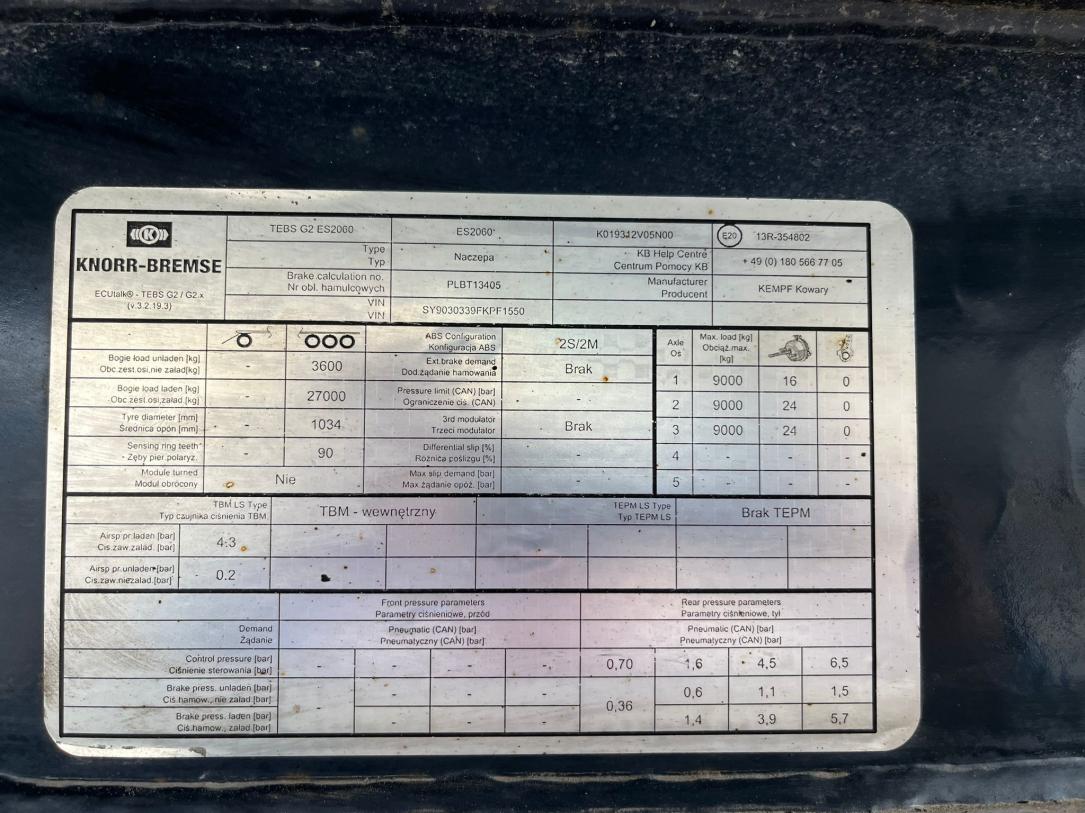 KNORR-BREMSE
ECUtalk® - TEBS G2 / G2.x
(v.3.2.19.3)
TEBS G2 ES2060 ES2060 K019312V05N00 E20 13R-354802
Type
Typ
Naczepa
KB Help Centre
Centrum Pomocy KB
+ 49 (0) 180 566 77 05
Brake calculation no.
Nr obl. hamulcowych
PLBT13405
Manufacturer
Producent
KEMPF Kowary
VIN
VIN
SY9030339FKPF1550
Bogie load unladen [kg]
Obc.zest.osi,nie załad[kg]
- 3600
Bogie load laden [kg]
Obc.zest.osi,załad.[kg]
- 27000
Tyre diameter [mm]
Średnica opon [mm]
- 1034
Sensing ring teeth
Zęby pier.polaryz.
- 90
Module turned
Moduł obrócony
Nie
ABS Configuration
Konfiguracja ABS
2S/2M
Ext.brake demand
Dod.żądanie hamowania
Brak
Pressure limit (CAN) [bar]
Ograniczenie ciś. (CAN)
-
3rd modulator
Trzeci modulator
Brak
Differential slip [%]
Różnica poślizgu [%]
-
Max slip demand [bar]
Max żądanie opóź. [bar]
-
Axle
Oś
Max. load [kg]
Obciąż.max.
[kg]
1 9000 16 0
2 9000 24 0
3 9000 24 0
4 - - -
5 - - -
TBM LS Type
Typ czujnika ciśnienia TBM
TBM - wewnętrzny
TEPM LS Type
Typ TEPM LS
Brak TEPM
Airsp pr.laden [bar]
Ciś.zaw.załad. [bar]
4.3
Airsp pr.unladen [bar]
Ciś.zaw.niezaład.[bar]
0.2
Front pressure parameters
Parametry ciśnieniowe, przód
Rear pressure parameters
Parametry ciśnieniowe, tył
Demand
Żądanie
Pneumatic (CAN) [bar]
Pneumatyczny (CAN) [bar]
Pneumatic (CAN) [bar]
Pneumatyczny (CAN) [bar]
Control pressure [bar]
Ciśnienie sterowania [bar]
- - - - 0,70 1,6 4,5 6,5
Brake press. unladen [bar]
Ciś.hamow., nie załad [bar]
- - - - 0,36 0,6 1,1 1,5
Brake press. laden [bar]
Ciś.hamow., załad [bar]
- - - 1,4 3,9 5,7